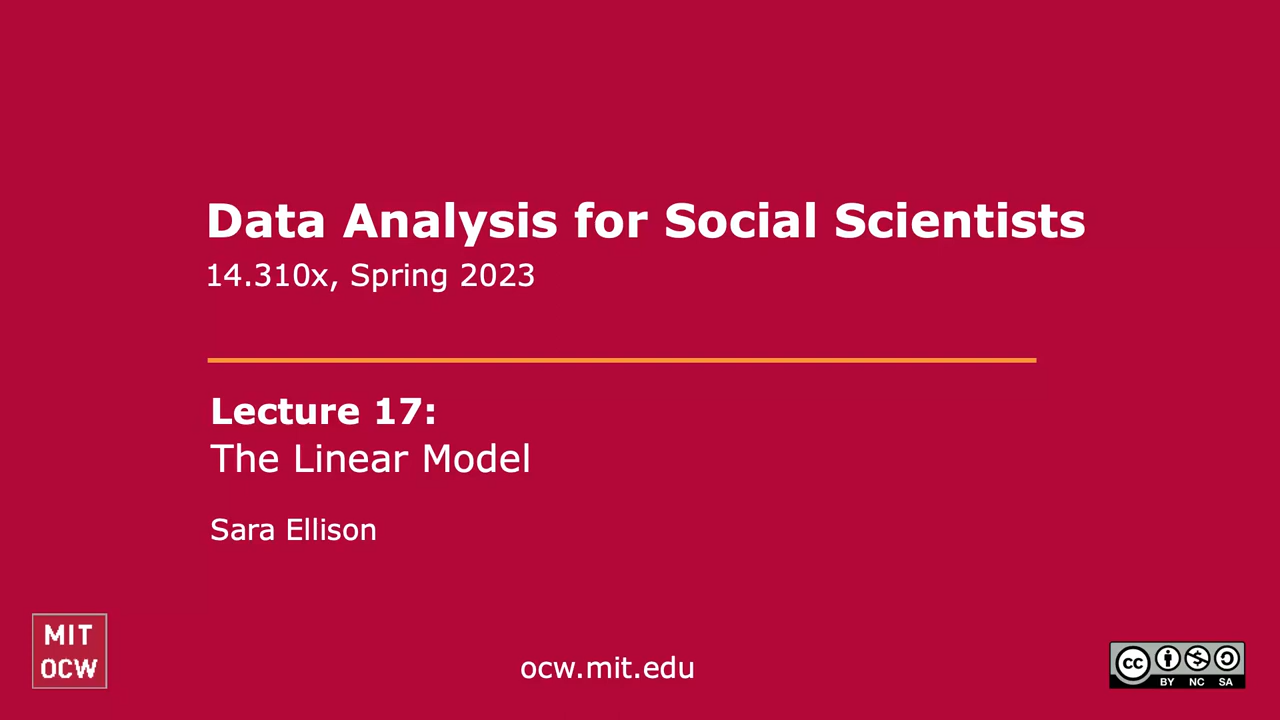 Data Analysis for Social Scientists
14.310x, Spring 2023
Lecture 17:
The Linear Model
Sara Ellison
MIT
OCW
ocw.mit.edu
cc
BY NC SA